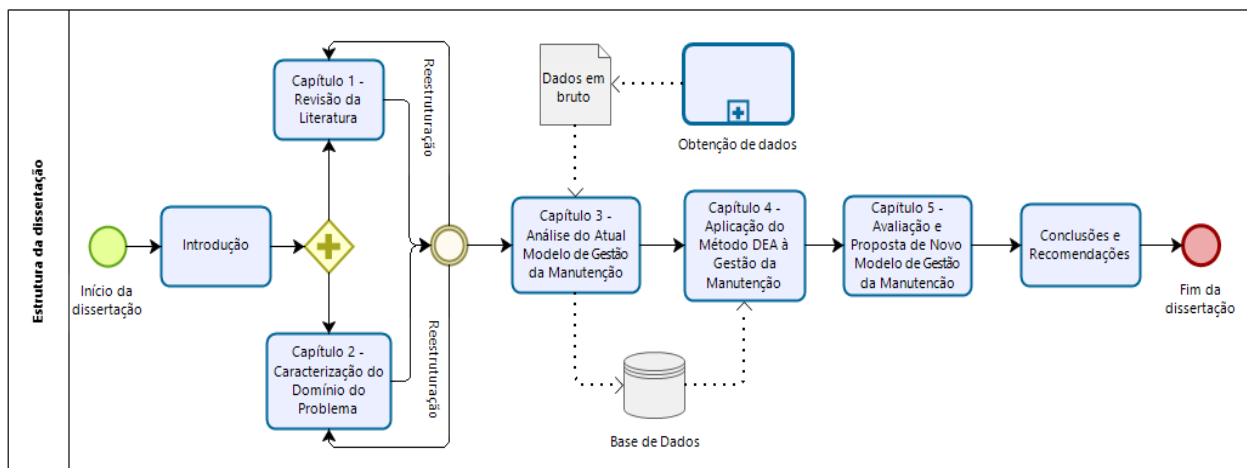 Estrutura da dissertação
Início da
dissertação
Introdução
Capítulo 1 -
Revisão da
Literatura
Capítulo 2 -
Caracterização do
Domínio do
Problema
Reestruturação
Reestruturação
Dados em
bruto
Obtenção de dados
Capítulo 3 -
Análise do Atual
Modelo de Gestão
da Manutenção
Base de Dados
Capítulo 4 -
Aplicação do
Método DEA à
Gestão da
Manutenção
Capítulo 5 -
Avaliação e
Proposta de Novo
Modelo de Gestão
da Manutencão
Conclusões e
Recomendações
Fim da
dissertação